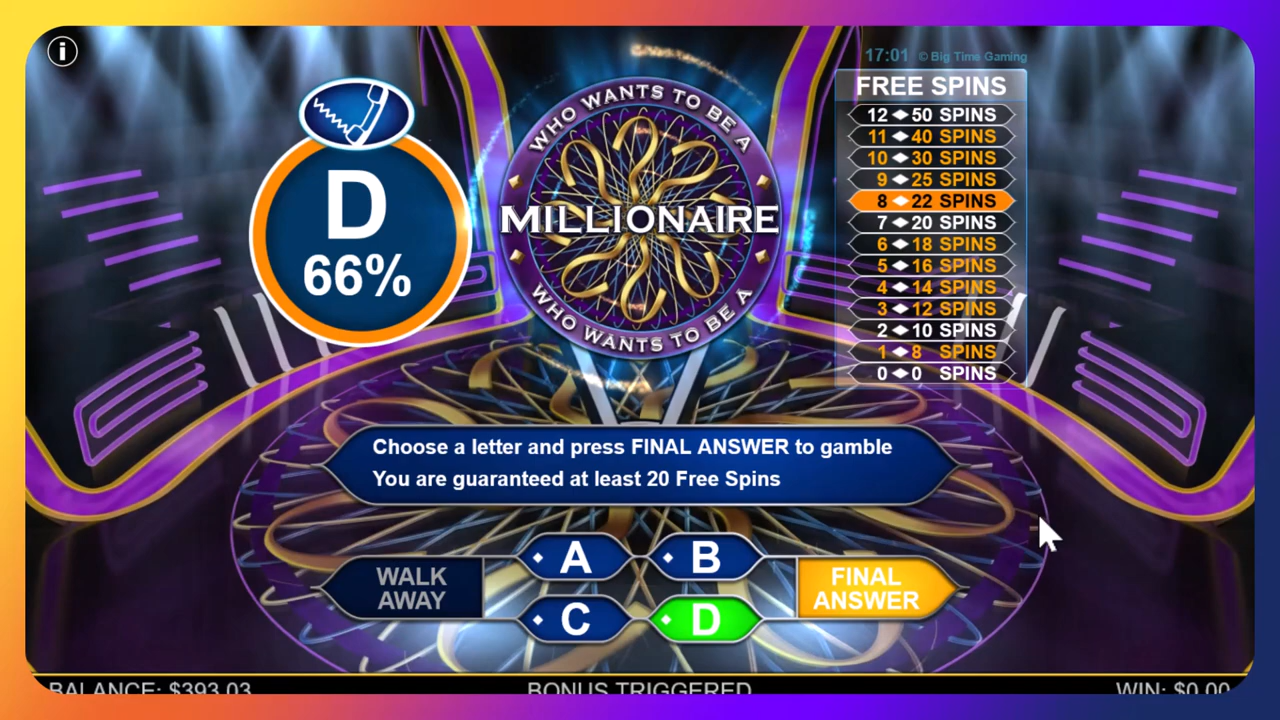 i
17:01 © Big Time Gaming
D
66%
WHO WANTS TO BE A
MILLIONAIRE
WHO WANTS TO BE A
FREE SPINS
12 50 SPINS
11 40 SPINS
10 30 SPINS
9 25 SPINS
8 22 SPINS
7 20 SPINS
6 18 SPINS
5 16 SPINS
4 14 SPINS
3 12 SPINS
2 10 SPINS
1 8 SPINS
0 0 SPINS
Choose a letter and press FINAL ANSWER to gamble
You are guaranteed at least 20 Free Spins
WALK
AWAY
A
B
C
D
FINAL
ANSWER
BALANCE: $393.03
BONUS TRIGGERED
WIN: $0.00